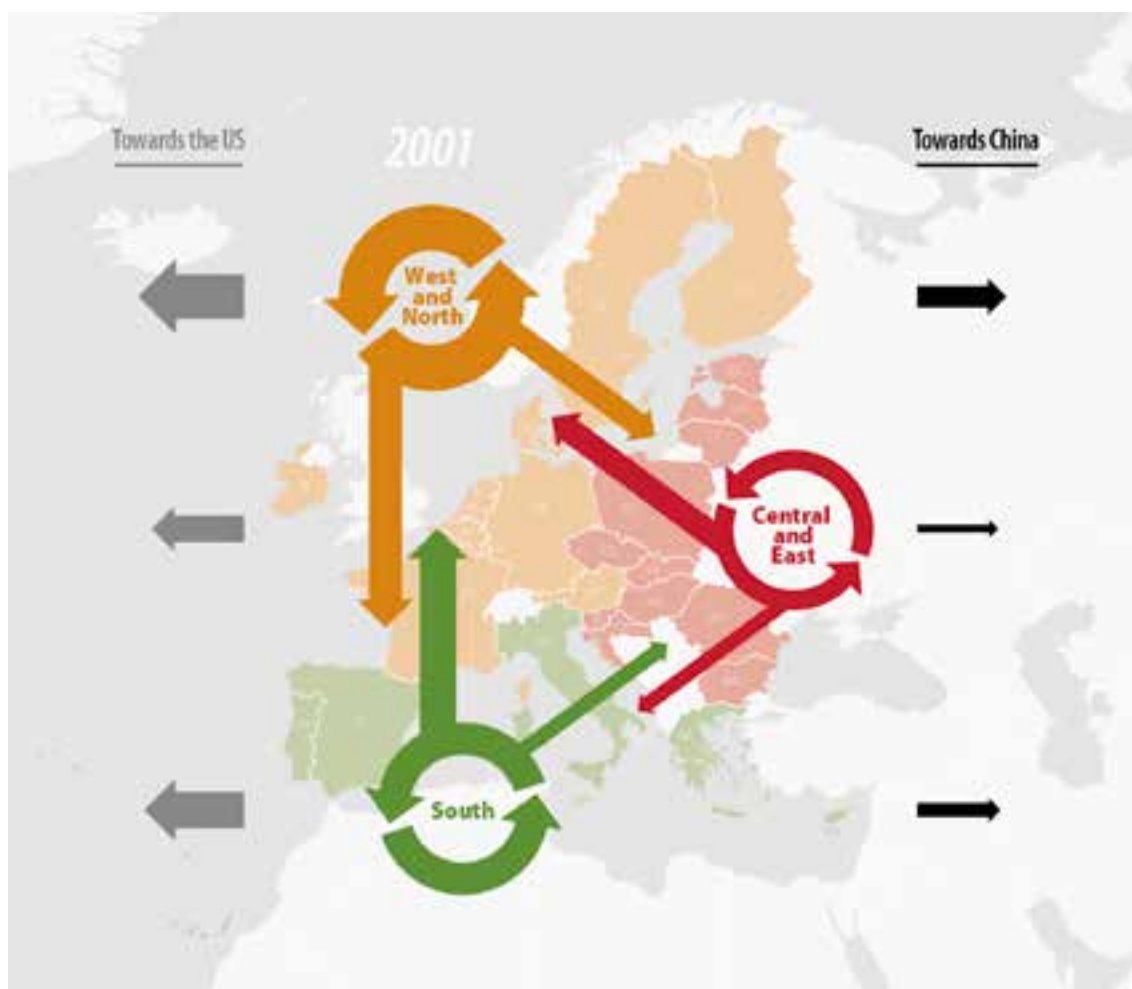 Towards the US
2001
Towards China
West
and
North
Central
and
East
South